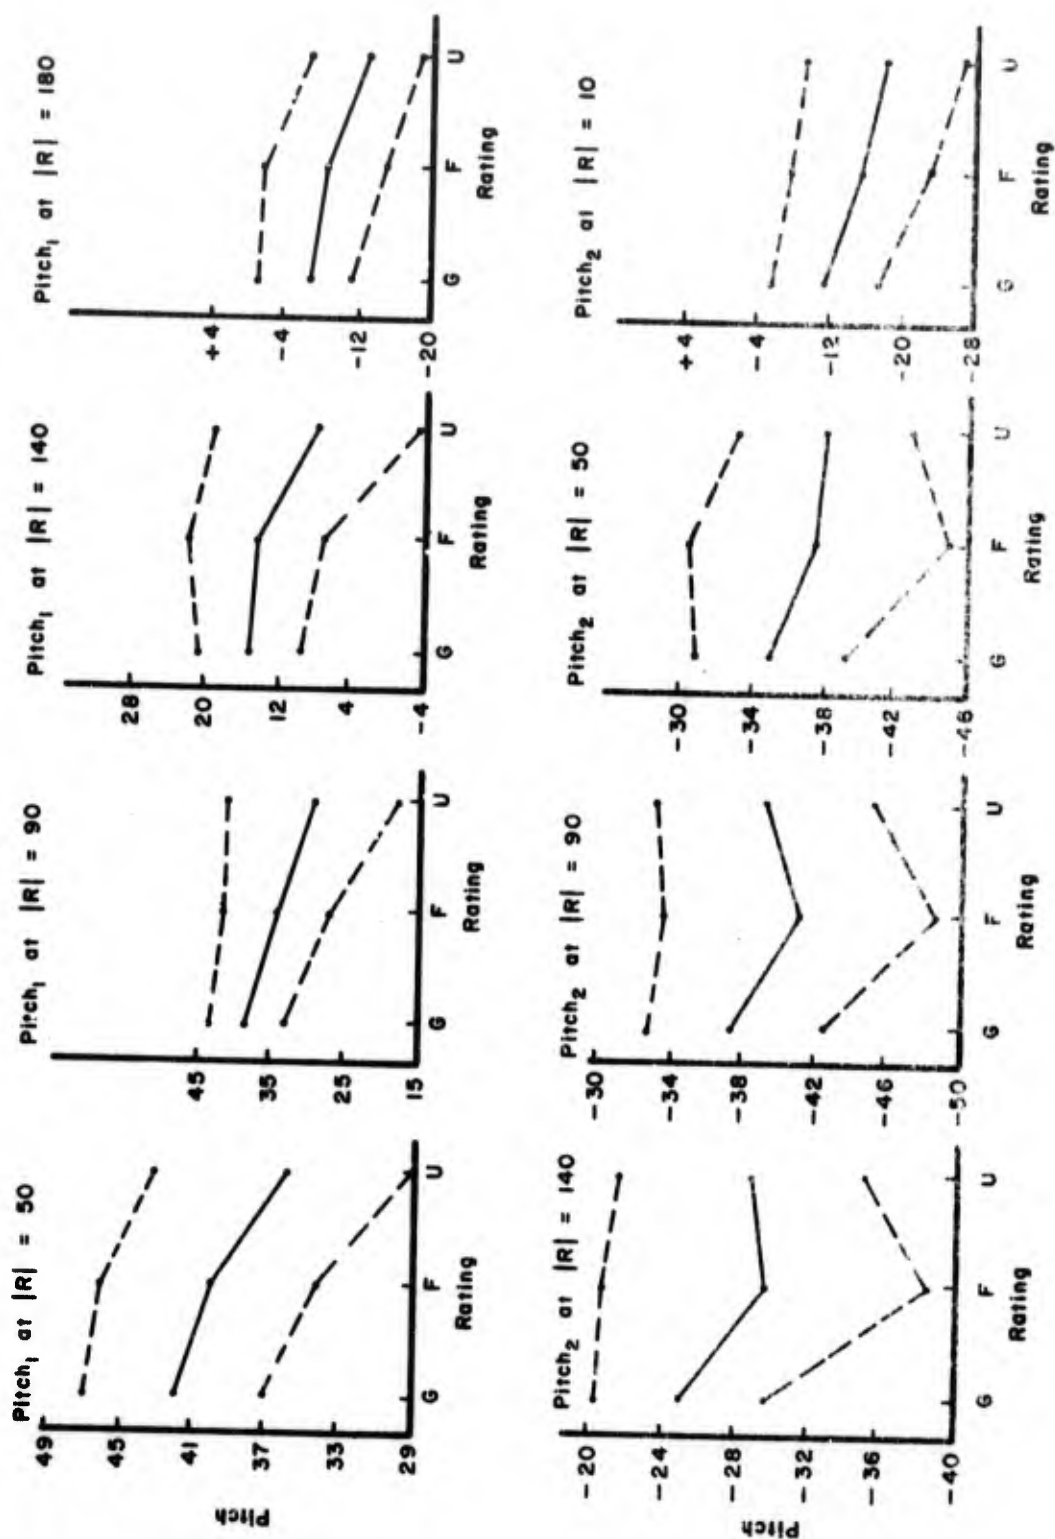 Pitch₁ at |R| = 50
49
45
41
37
33
29
Pitch
G F U
Rating
Pitch₁ at |R| = 90
45
35
25
15
G F U
Rating
Pitch₁ at |R| = 140
28
20
12
4
-4
G F U
Rating
Pitch₁ at |R| = 180
+4
-4
-12
-20
G F U
Rating
Pitch₂ at |R| = 140
-20
-24
-28
-32
-36
-40
Pitch
G F U
Rating
Pitch₂ at |R| = 90
-30
-34
-38
-42
-46
-50
G F U
Rating
Pitch₂ at |R| = 50
-30
-34
-38
-42
-46
G F U
Rating
Pitch₂ at |R| = 10
+4
-4
-12
-20
-28
G F U
Rating